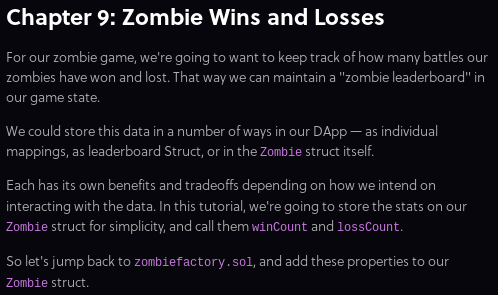 Chapter 9: Zombie Wins and Losses
For our zombie game, we're going to want to keep track of how many battles our
zombies have won and lost. That way we can maintain a "zombie leaderboard" in
our game state.
We could store this data in a number of ways in our DApp — as individual
mappings, as leaderboard Struct, or in the Zombie struct itself.
Each has its own benefits and tradeoffs depending on how we intend on
interacting with the data. In this tutorial, we're going to store the stats on our
Zombie struct for simplicity, and call them winCount and lossCount.
So let's jump back to zombiefactory.sol, and add these properties to our
Zombie struct.